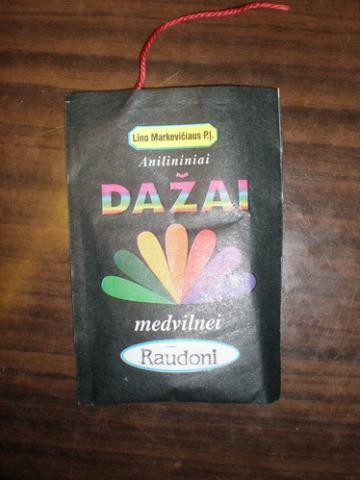 Lino Markevičiaus P.Į.
Anilininiai
DAŽAI
medvilnei
Raudoni